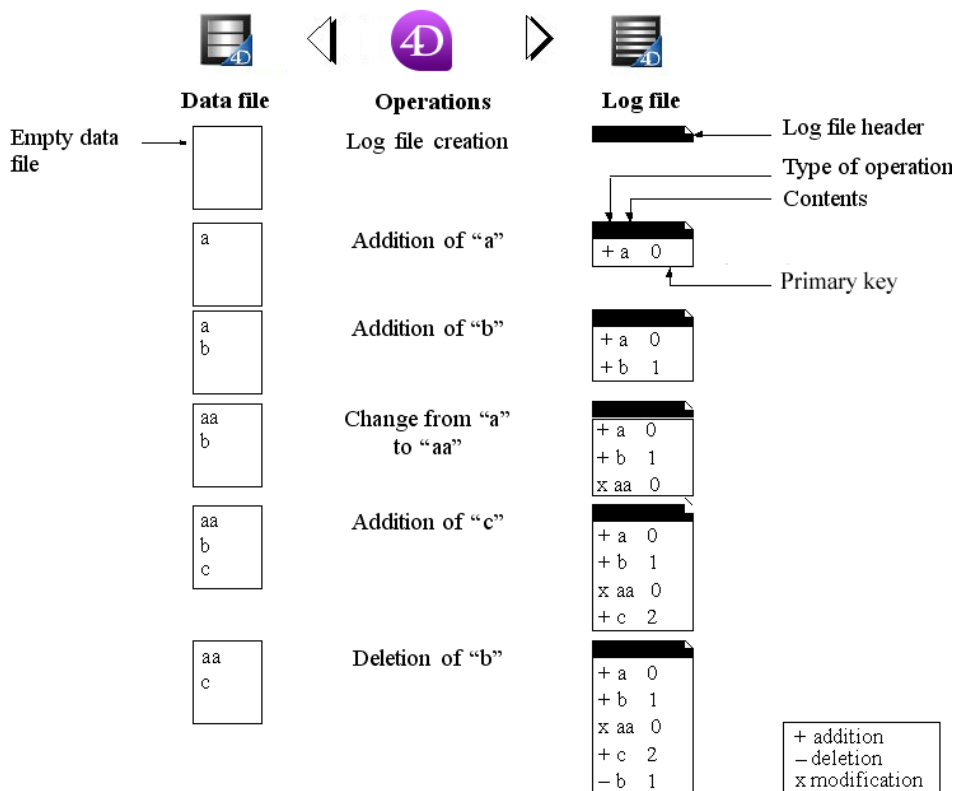 4D
4D
4D
Data file Operations Log file
Empty data
file
Log file creation
Log file header
Type of operation
Contents
a
Addition of “a”
+ a 0
Primary key
a
b
Addition of “b”
+ a 0
+ b 1
aa
b
Change from “a”
to “aa”
+ a 0
+ b 1
x aa 0
aa
b
c
Addition of “c”
+ a 0
+ b 1
x aa 0
+ c 2
aa
c
Deletion of “b”
+ a 0
+ b 1
x aa 0
+ c 2
– b 1
+ addition
– deletion
x modification